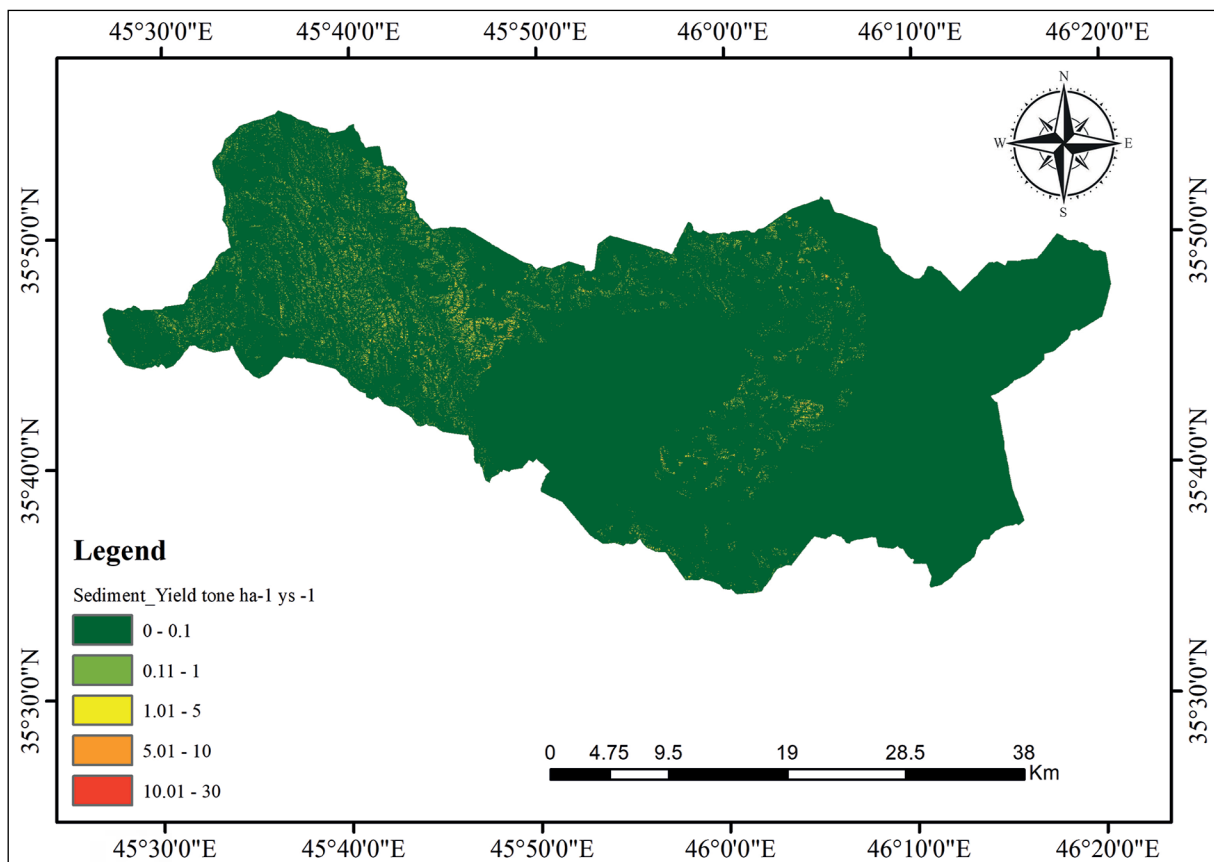 45°30'0"E 45°40'0"E 45°50'0"E 46°0'0"E 46°10'0"E 46°20'0"E
N
W E
S
35°50'0"N 35°50'0"N
35°40'0"N 35°40'0"N
35°30'0"N 35°30'0"N
Legend
Sediment_Yield tone ha-1 ys -1
0 - 0.1
0.11 - 1
1.01 - 5
5.01 - 10
10.01 - 30
0 4.75 9.5 19 28.5 38
Km
45°30'0"E 45°40'0"E 45°50'0"E 46°0'0"E 46°10'0"E 46°20'0"E